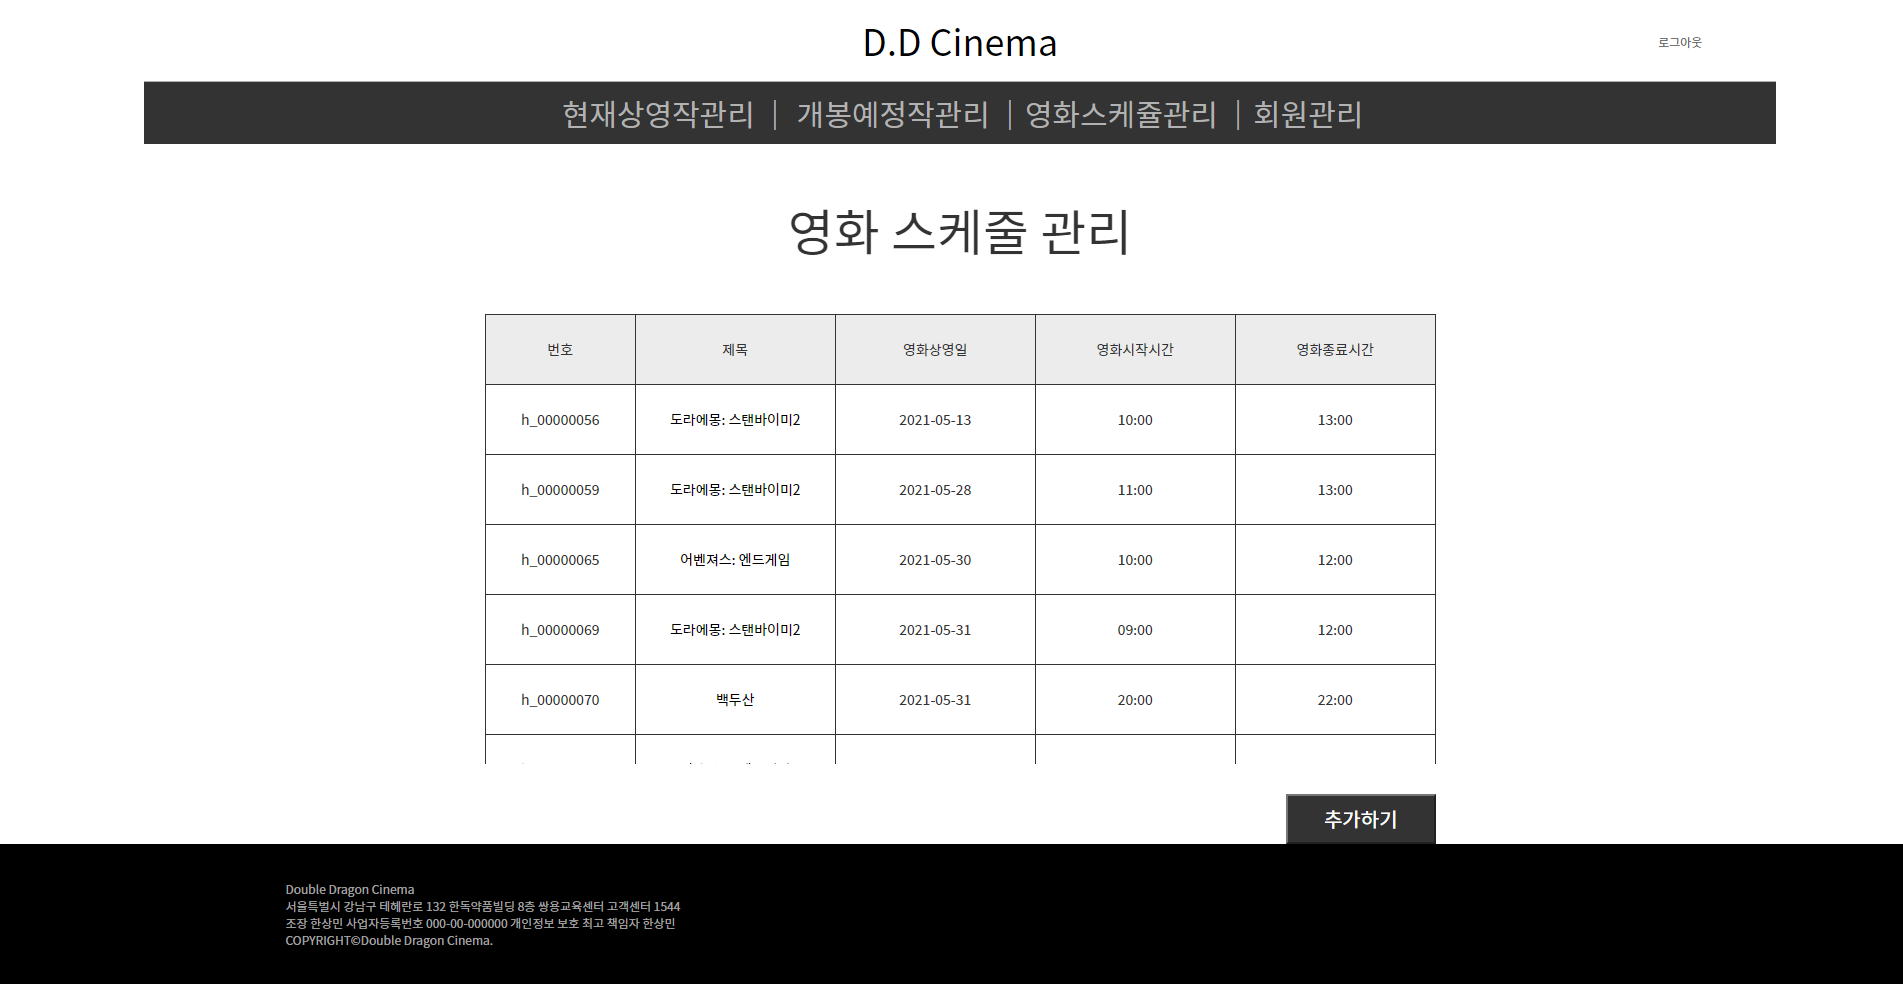 D.D Cinema
로그아웃
현재상영작관리 | 개봉예정작관리 | 영화스케쥴관리 | 회원관리
영화 스케줄 관리
번호 제목 영화상영일 영화시작시간 영화종료시간
h_00000056 도라에몽: 스탠바이미2 2021-05-13 10:00 13:00
h_00000059 도라에몽: 스탠바이미2 2021-05-28 11:00 13:00
h_00000065 어벤져스: 엔드게임 2021-05-30 10:00 12:00
h_00000069 도라에몽: 스탠바이미2 2021-05-31 09:00 12:00
h_00000070 백두산 2021-05-31 20:00 22:00
추가하기
Double Dragon Cinema
서울특벌시 강남구 테헤란로 132 한독약품빌딩 8층 쌍용교육센터 고객센터 1544
조장 한상민 사업자등록번호 000-00-000000 개인정보 보호 최고 책임자 한상민
COPYRIGHT©Double Dragon Cinema.